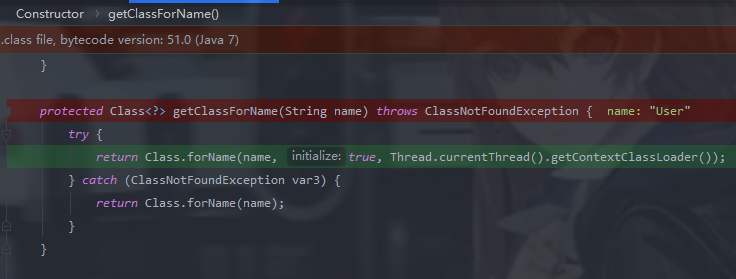 Constructor > getClassForName()
.class file, bytecode version: 51.0 (Java 7)
}
protected Class<?> getClassForName(String name) throws ClassNotFoundException {  name: "User"
try {
return Class.forName(name, initialize: true, Thread.currentThread().getContextClassLoader());
} catch (ClassNotFoundException var3) {
return Class.forName(name);
}
}